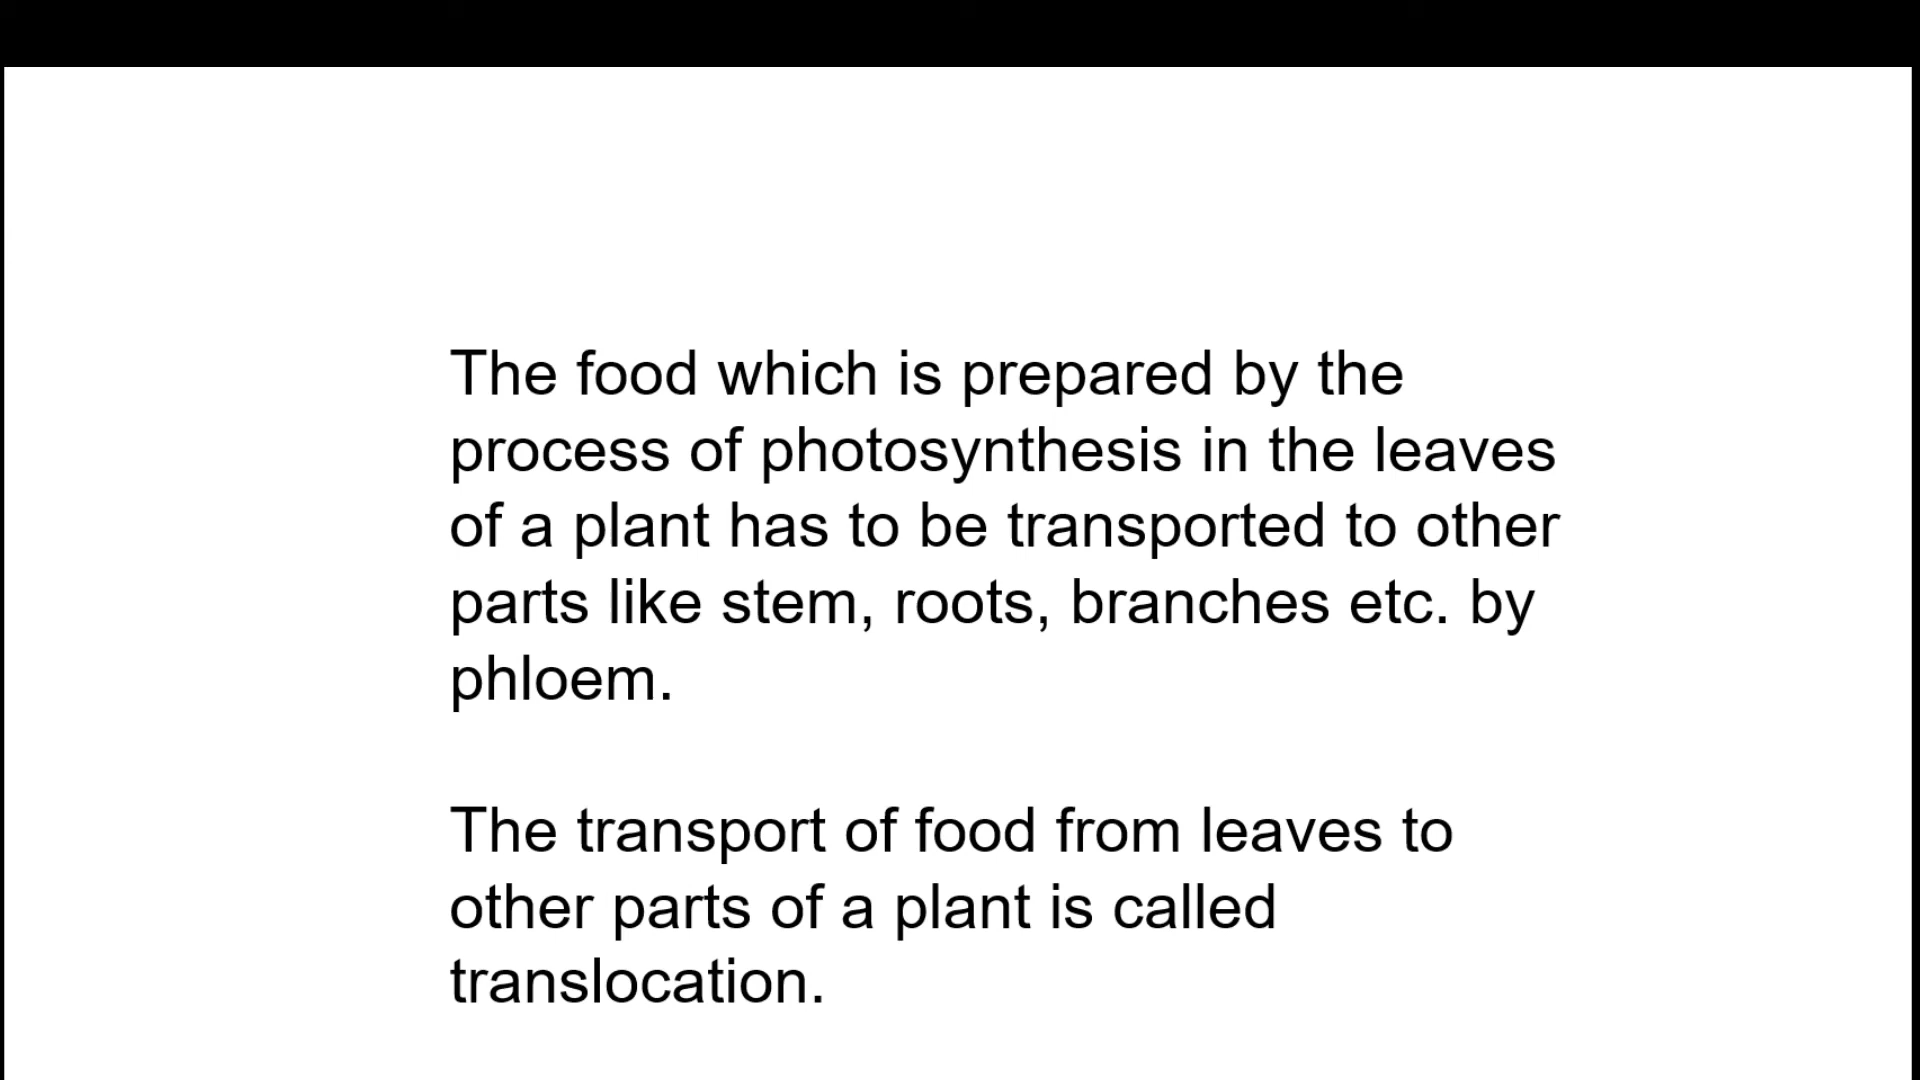 The food which is prepared by the
process of photosynthesis in the leaves
of a plant has to be transported to other
parts like stem, roots, branches etc. by
phloem.
The transport of food from leaves to
other parts of a plant is called
translocation.